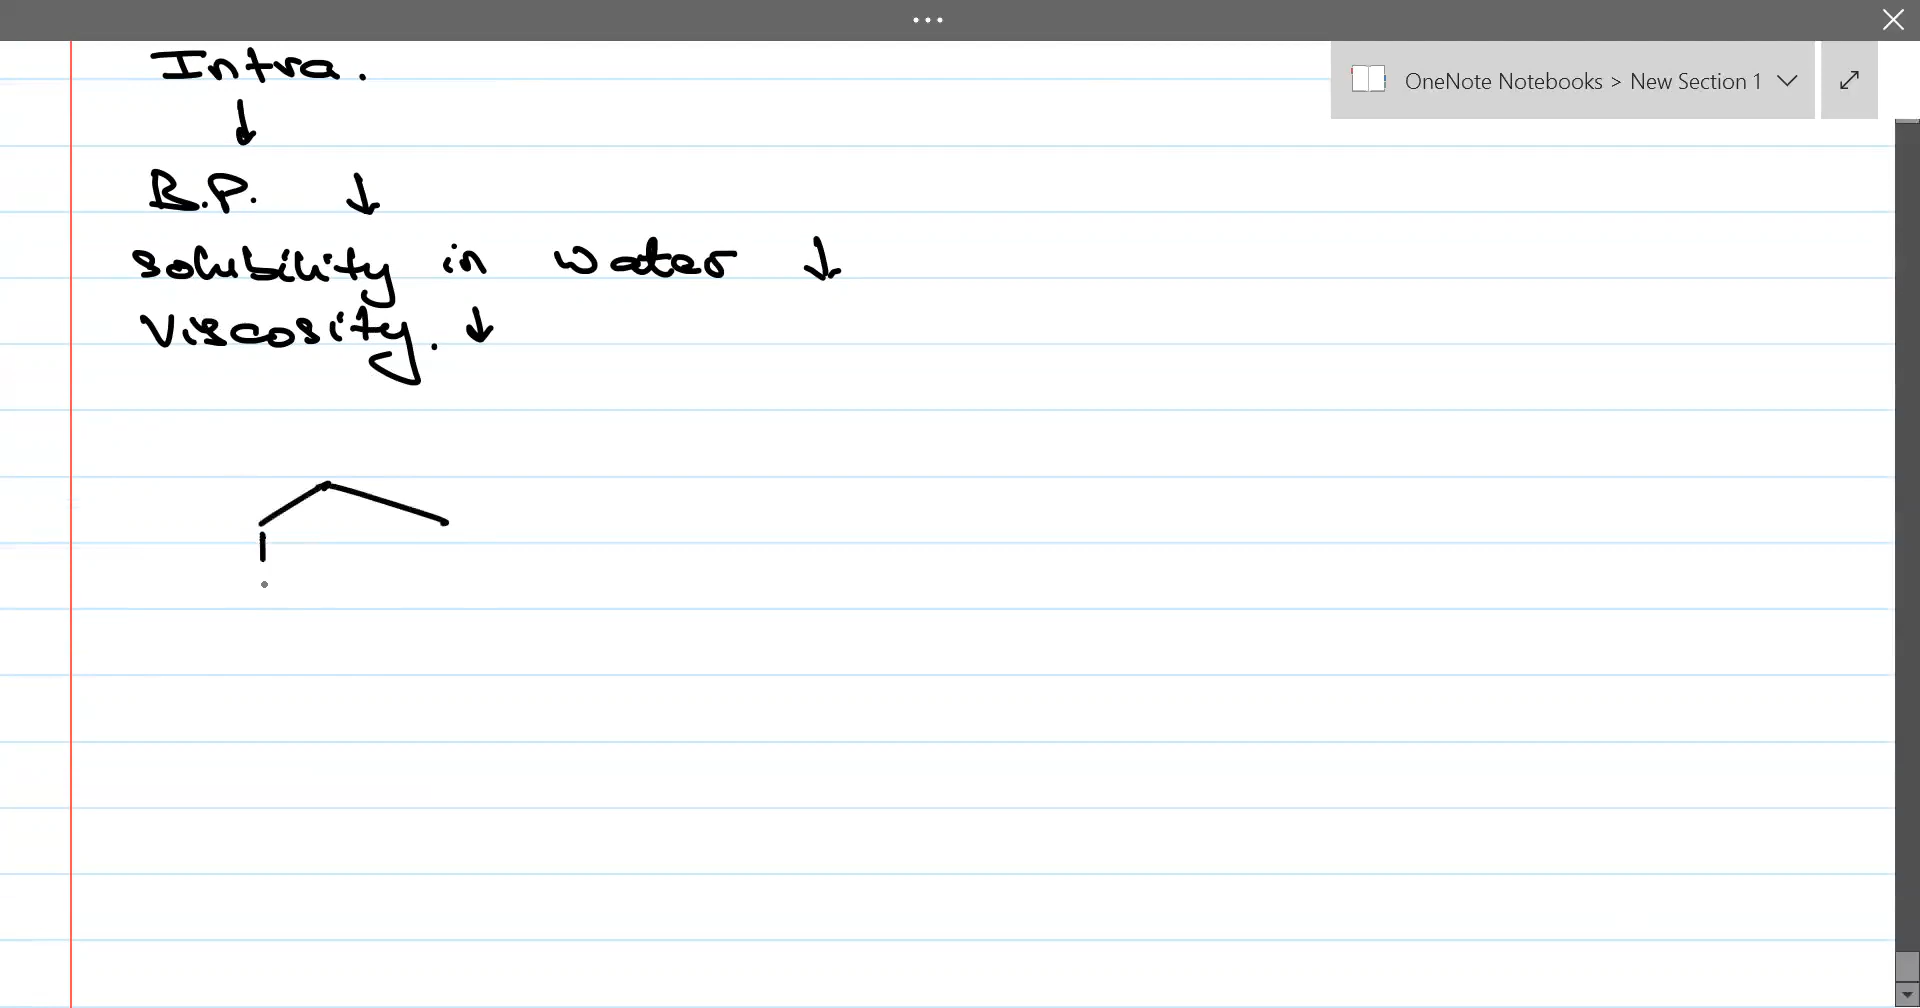 ...
OneNote Notebooks > New Section 1
Intra.
↓
B.P. ↓
solubility in water ↓
Viscosity. ↓